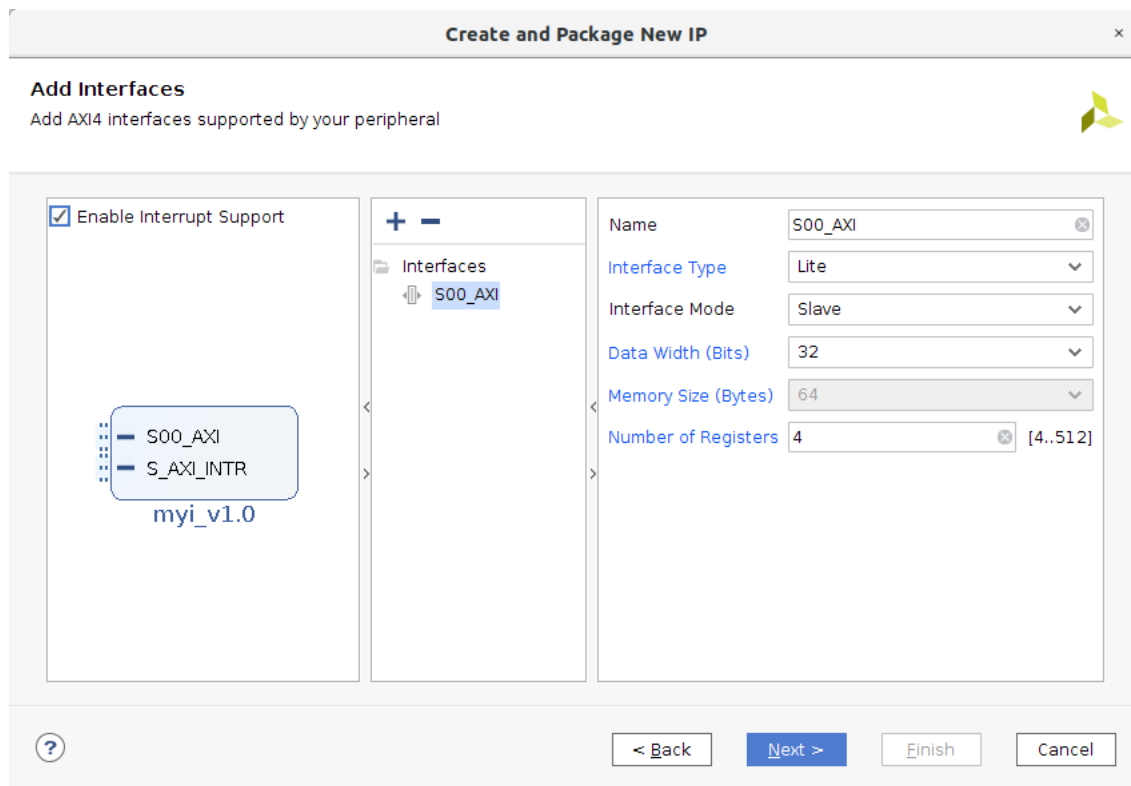 Create and Package New IP
×
Add Interfaces
Add AXI4 interfaces supported by your peripheral
Enable Interrupt Support
S00_AXI
S_AXI_INTR
myi_v1.0
+ −
Interfaces
S00_AXI
Name S00_AXI
Interface Type Lite
Interface Mode Slave
Data Width (Bits) 32
Memory Size (Bytes) 64
Number of Registers 4 [4..512]
? < Back Next > Finish Cancel